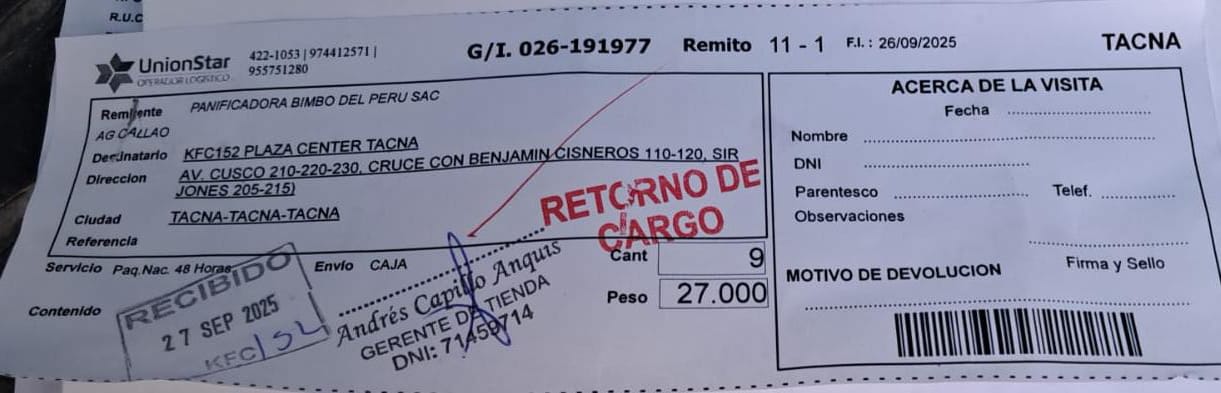 R.U.C
UnionStar
OPERADOR LOGISTICO
422-1053 | 974412571 |
955751280
G/I. 026-191977 Remito 11 - 1 F.I.: 26/09/2025 TACNA
Remitente PANIFICADORA BIMBO DEL PERU SAC
AG CALLAO
Destinatario KFC152 PLAZA CENTER TACNA
Direccion AV. CUSCO 210-220-230, CRUCE CON BENJAMIN CISNEROS 110-120, SIR
JONES 205-215)
Ciudad TACNA-TACNA-TACNA
Referencia
RETORNO DE
CARGO
Servicio Paq.Nac. 48 Horas Envío CAJA
Cant 9
Peso 27.000
Contenido
RECIBIDO
27 SEP 2025
KFC 152
Andrés Capillo Anquis
GERENTE DE TIENDA
DNI: 71459714
ACERCA DE LA VISITA
Fecha
Nombre
DNI
Parentesco Telef.
Observaciones
Firma y Sello
MOTIVO DE DEVOLUCION